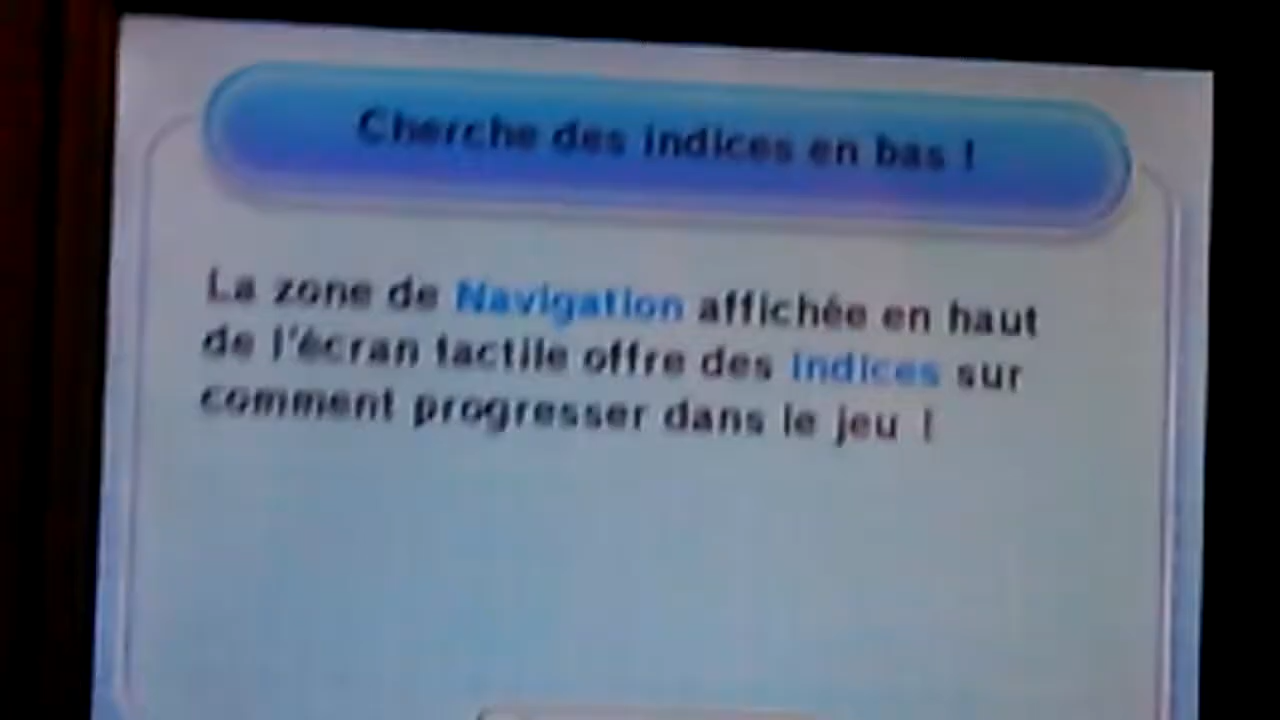 Cherche des indices en bas !
La zone de Navigation affichée en haut
de l'écran tactile offre des indices sur
comment progresser dans le jeu !